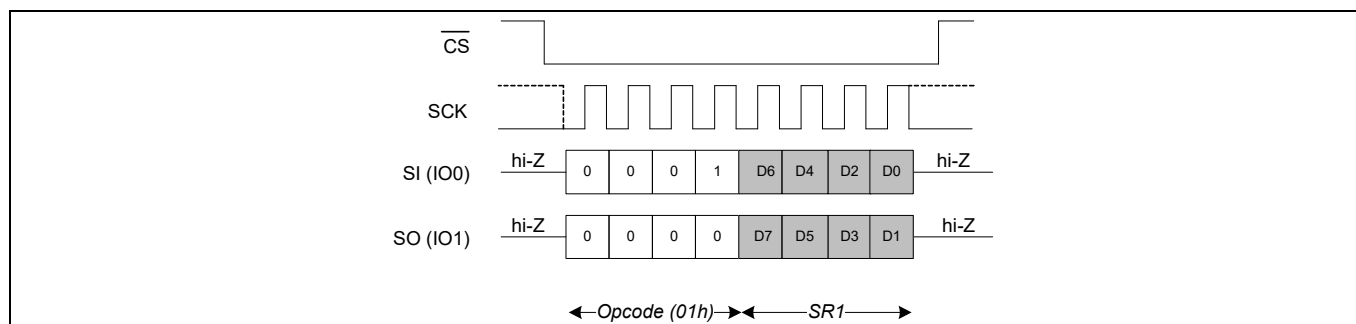 CS
SCK
SI (IO0) hi-Z 0 0 0 1 D6 D4 D2 D0 hi-Z
SO (IO1) hi-Z 0 0 0 0 D7 D5 D3 D1 hi-Z
Opcode (01h) SR1